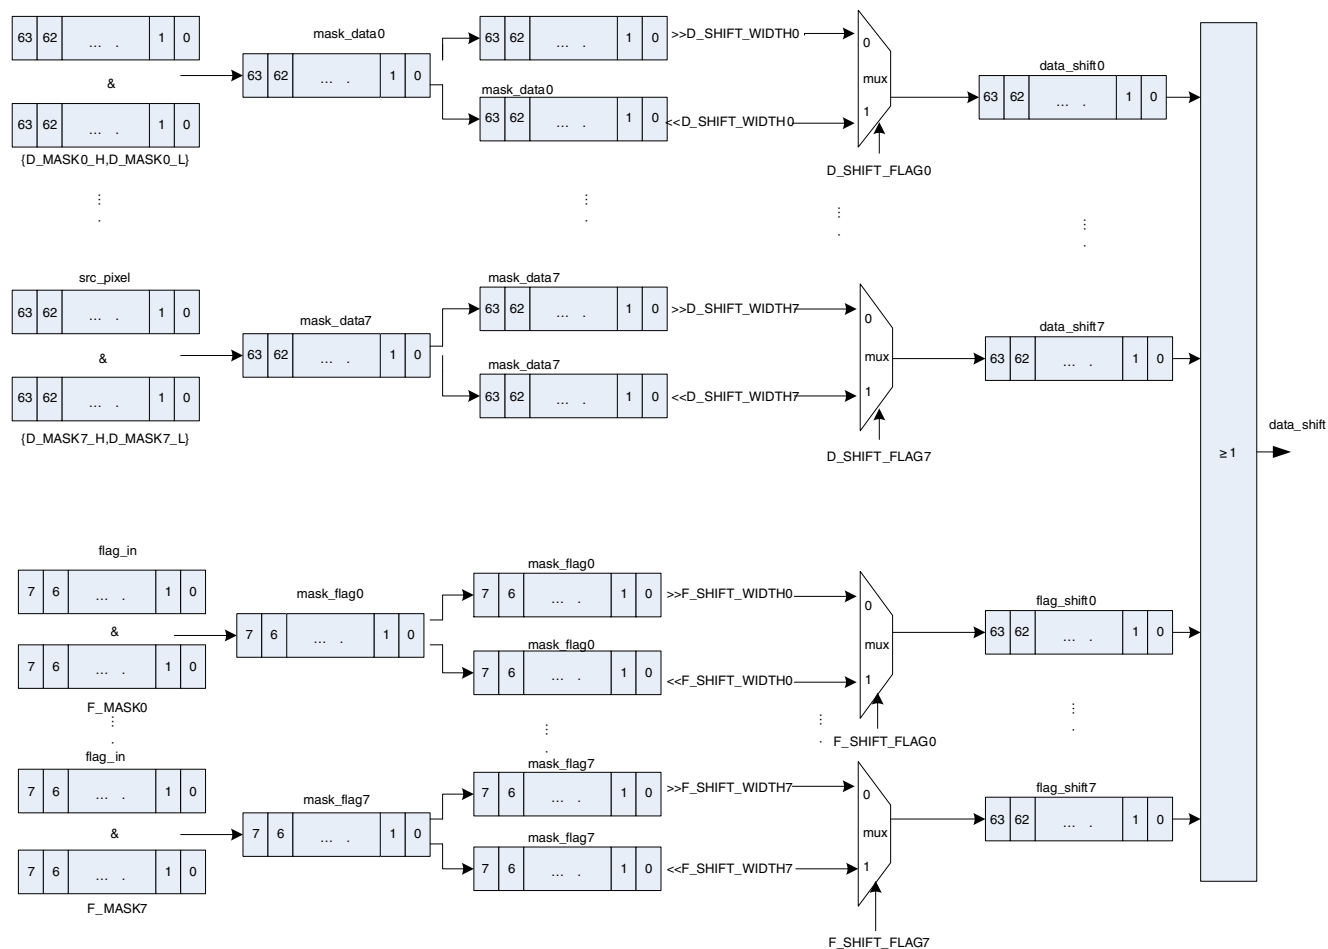 63 62 ... . 1 0
&
63 62 ... . 1 0
{D_MASK0_H,D_MASK0_L}
mask_data0
63 62 ... . 1 0
63 62 ... . 1 0
>>D_SHIFT_WIDTH0
mask_data0
63 62 ... . 1 0
<<D_SHIFT_WIDTH0
0
mux
1
D_SHIFT_FLAG0
data_shift0
63 62 ... . 1 0
src_pixel
63 62 ... . 1 0
&
63 62 ... . 1 0
{D_MASK7_H,D_MASK7_L}
mask_data7
63 62 ... . 1 0
mask_data7
63 62 ... . 1 0
>>D_SHIFT_WIDTH7
mask_data7
63 62 ... . 1 0
<<D_SHIFT_WIDTH7
0
mux
1
D_SHIFT_FLAG7
data_shift7
63 62 ... . 1 0
≥1
data_shift
flag_in
7 6 ... . 1 0
&
7 6 ... . 1 0
F_MASK0
mask_flag0
7 6 ... . 1 0
mask_flag0
7 6 ... . 1 0
>>F_SHIFT_WIDTH0
mask_flag0
7 6 ... . 1 0
<<F_SHIFT_WIDTH0
0
mux
1
F_SHIFT_FLAG0
flag_shift0
63 62 ... . 1 0
flag_in
7 6 ... . 1 0
&
7 6 ... . 1 0
F_MASK7
mask_flag7
7 6 ... . 1 0
mask_flag7
7 6 ... . 1 0
>>F_SHIFT_WIDTH7
mask_flag7
7 6 ... . 1 0
<<F_SHIFT_WIDTH7
0
mux
1
F_SHIFT_FLAG7
flag_shift7
63 62 ... . 1 0